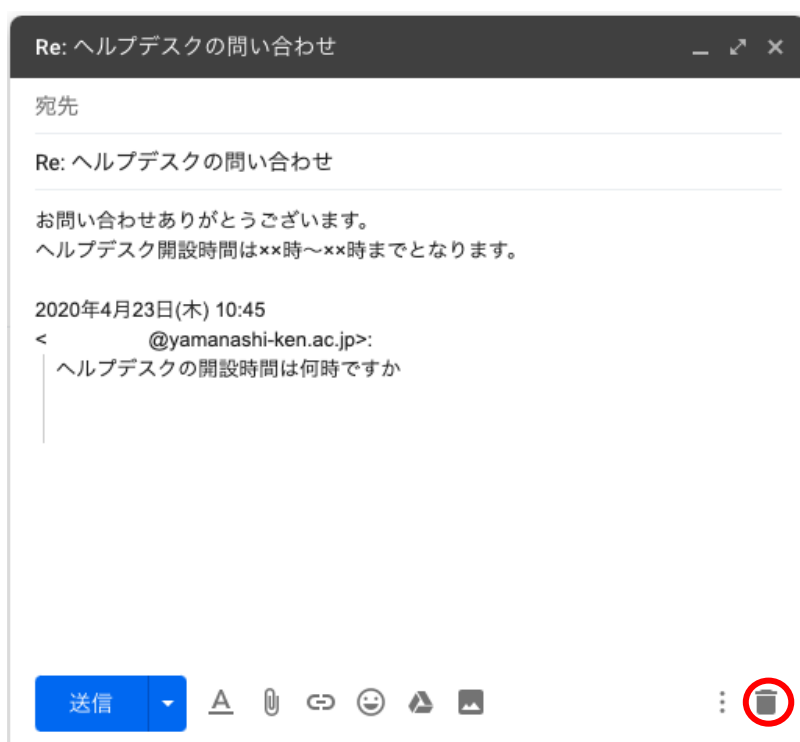 Re: ヘルプデスクの問い合わせ
宛先
Re: ヘルプデスクの問い合わせ
お問い合わせありがとうございます。
ヘルプデスク開設時間は××時〜××時までとなります。
2020年4月23日(木) 10:45
< @yamanashi-ken.ac.jp>:
ヘルプデスクの開設時間は何時ですか
送信